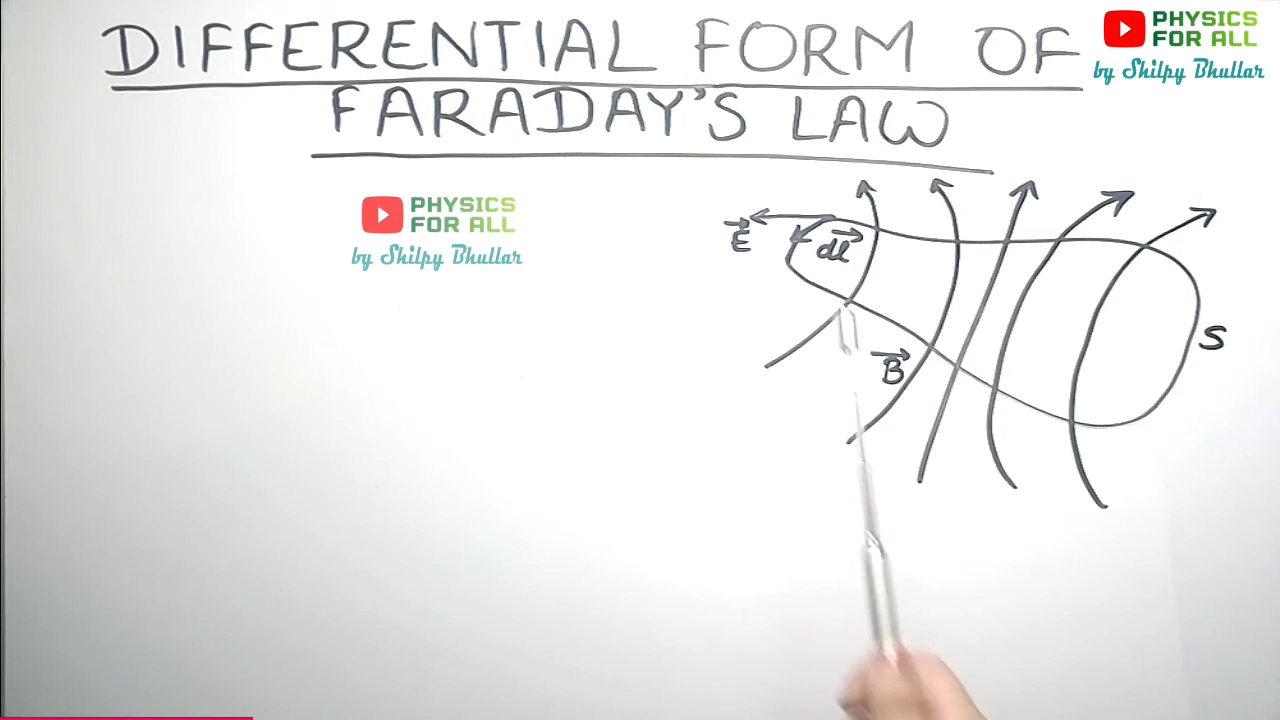 DIFFERENTIAL FORM OF
FARADAY'S LAW
PHYSICS
FOR ALL
by Shilpy Bhullar
PHYSICS
FOR ALL
by Shilpy Bhullar
E
dl
B
S